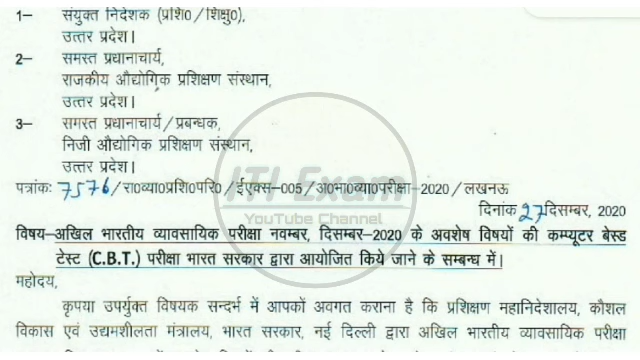 1– संयुक्त निदेशक (प्रशि0/शिक्षु0),
उत्तर प्रदेश।
2– समस्त प्रधानाचार्य,
राजकीय औद्योगिक प्रशिक्षण संस्थान,
उत्तर प्रदेश।
3– समस्त प्रधानाचार्य/प्रबन्धक,
निजी औद्योगिक प्रशिक्षण संस्थान,
उत्तर प्रदेश।
पत्रांकः 7576/रा0व्या0प्रशि0परि0/ईएक्स-005/अ0भा0व्या0परीक्षा-2020/लखनऊ
दिनांक 27 दिसम्बर, 2020
ITI Exam
YouTube Channel
विषय–अखिल भारतीय व्यावसायिक परीक्षा नवम्बर, दिसम्बर-2020 के अवशेष विषयों की कम्प्यूटर बेस्ड
टेस्ट (C.B.T.) परीक्षा भारत सरकार द्वारा आयोजित किये जाने के सम्बन्ध में।
महोदय,
कृपया उपर्युक्त विषयक सन्दर्भ में आपको अवगत कराना है कि प्रशिक्षण महानिदेशालय, कौशल
विकास एवं उद्यमशीलता मंत्रालय, भारत सरकार, नई दिल्ली द्वारा अखिल भारतीय व्यावसायिक परीक्षा